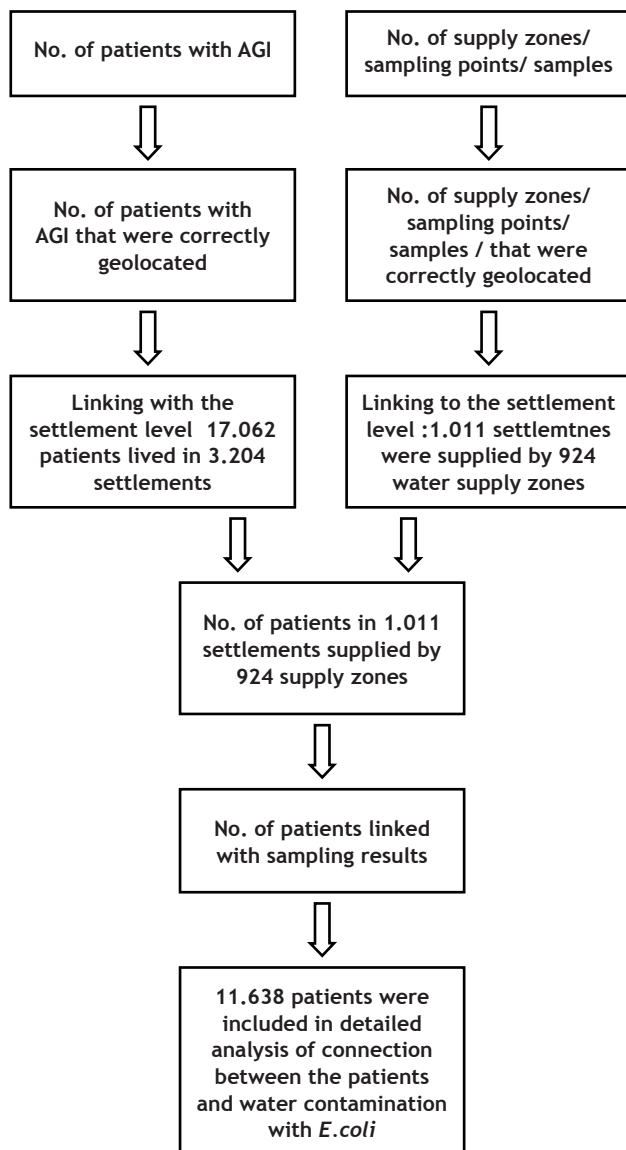 No. of patients with AGI
No. of supply zones/
sampling points/ samples
No. of patients with
AGI that were correctly
geolocated
No. of supply zones/
sampling points/
samples / that were
correctly geolocated
Linking with the
settlement level 17.062
patients lived in 3.204
settlements
Linking to the settlement
level :1.011 settlemtnes
were supplied by 924
water supply zones
No. of patients in 1.011
settlements supplied by
924 supply zones
No. of patients linked
with sampling results
11.638 patients were
included in detailed
analysis of connection
between the patients
and water contamination
with E.coli